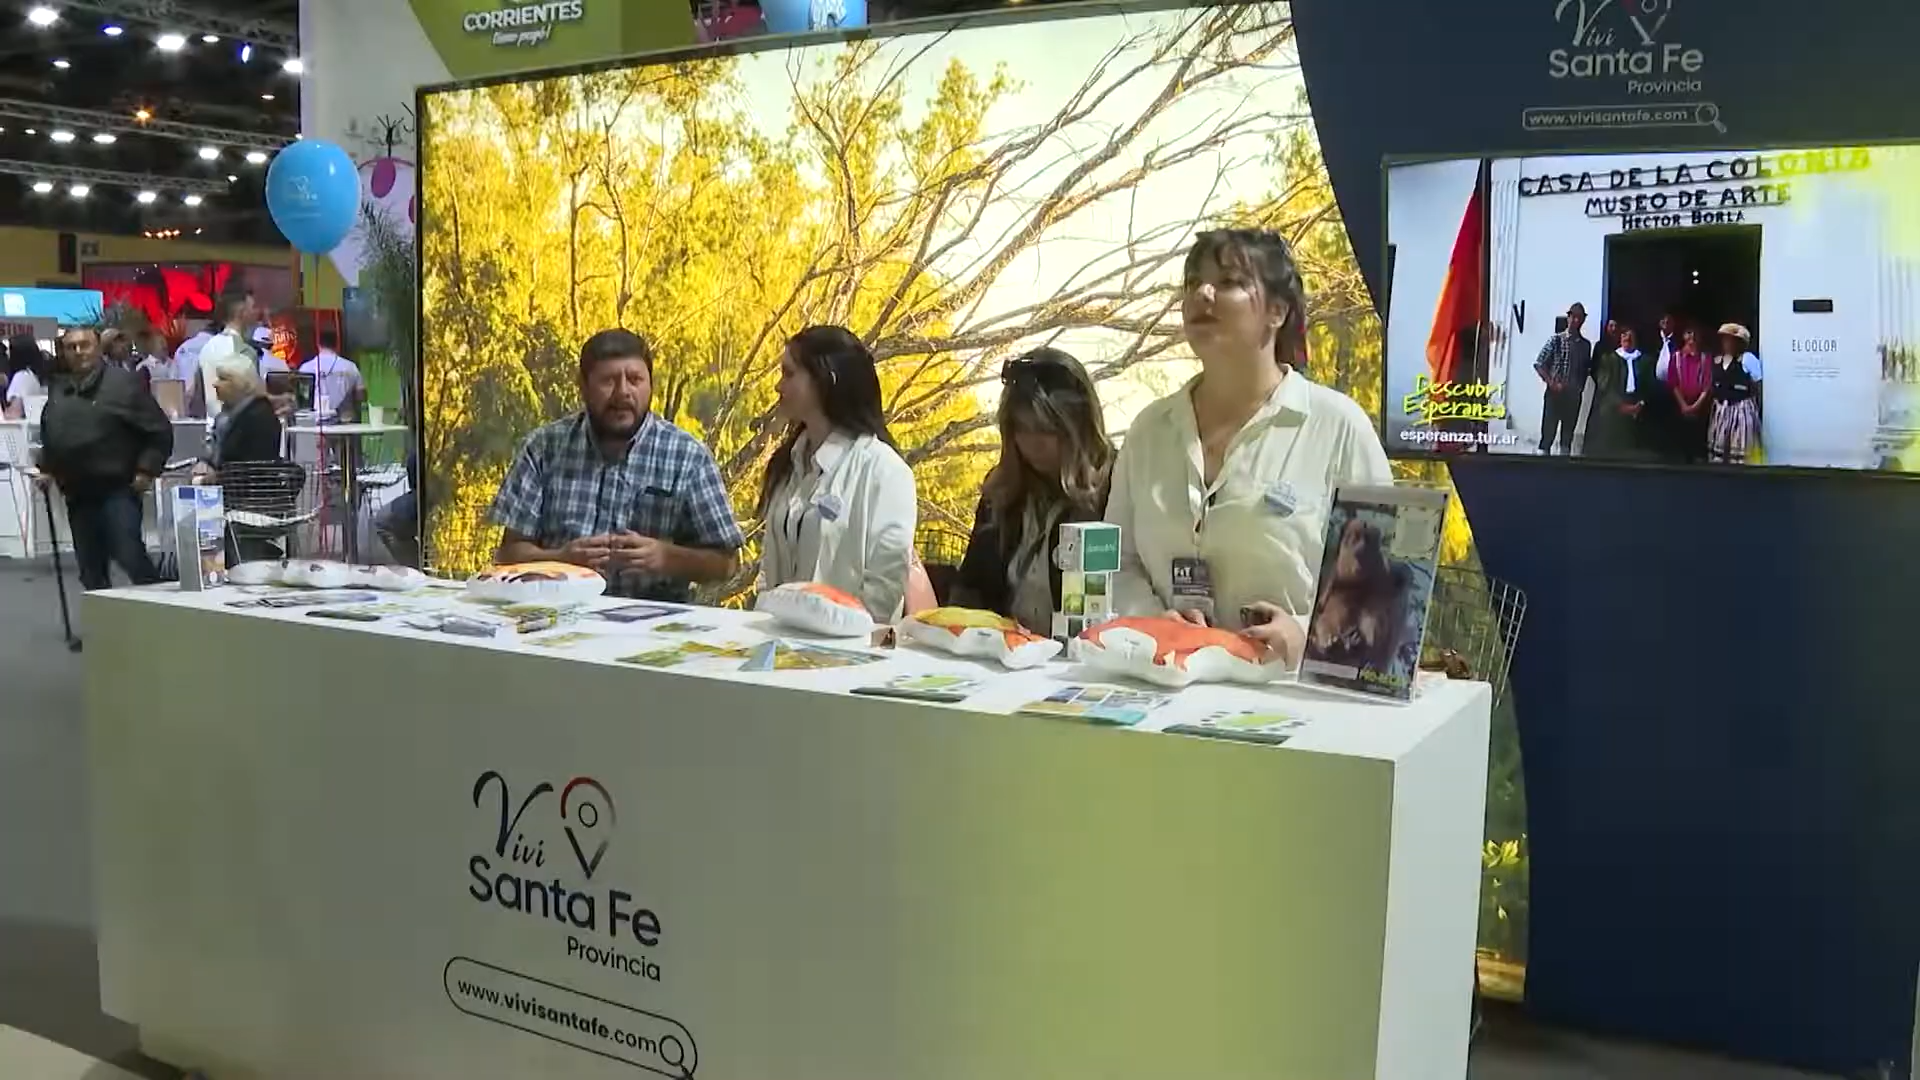 CORRIENTES
Viví
Santa Fe
Provincia
www.vivisantafe.com
CASA DE LA COLONIA
MUSEO DE ARTE
HECTOR BORLA
EL COLOR
Descubrí
Esperanza
esperanza.tur.ar
FIT
Viví
Santa Fe
Provincia
www.vivisantafe.com